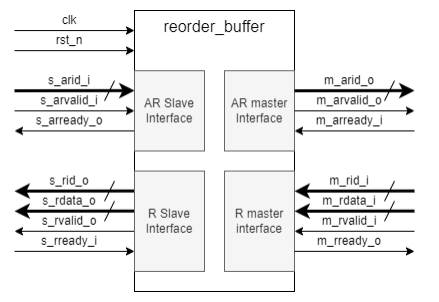 clk
rst_n
reorder_buffer
s_arid_i
s_arvalid_i
s_arready_o
AR Slave
Interface
AR master
Interface
m_arid_o
m_arvalid_o
m_arready_i
s_rid_o
s_rdata_o
s_rvalid_o
s_rready_i
R Slave
Interface
R master
interface
m_rid_i
m_rdata_i
m_rvalid_i
m_rready_o